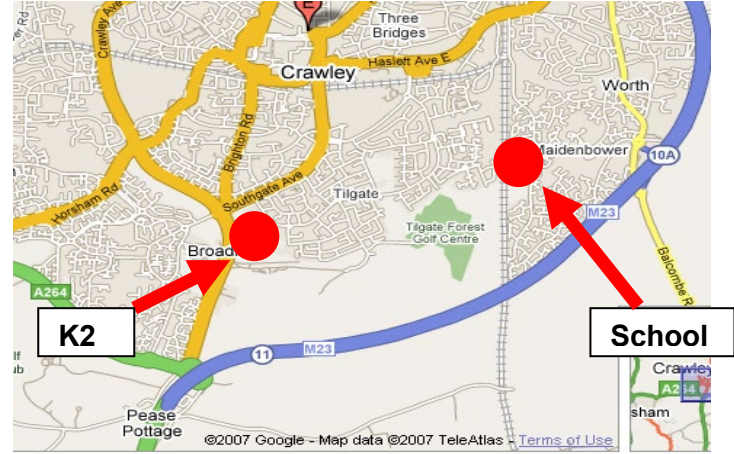 Crawley Ave
E
Three
Bridges
Haslett Ave E
Crawley
Worth
Brighton Rd
Maidenbower
10A
Horsham Rd
Southgate Ave
Tilgate
M23
Tilgate Forest
Golf Centre
Balcombe R
A264
K2
School
11
M23
Crawley
A26
sham
Pease
Pottage
©2007 Google - Map data ©2007 TeleAtlas - Terms of Use